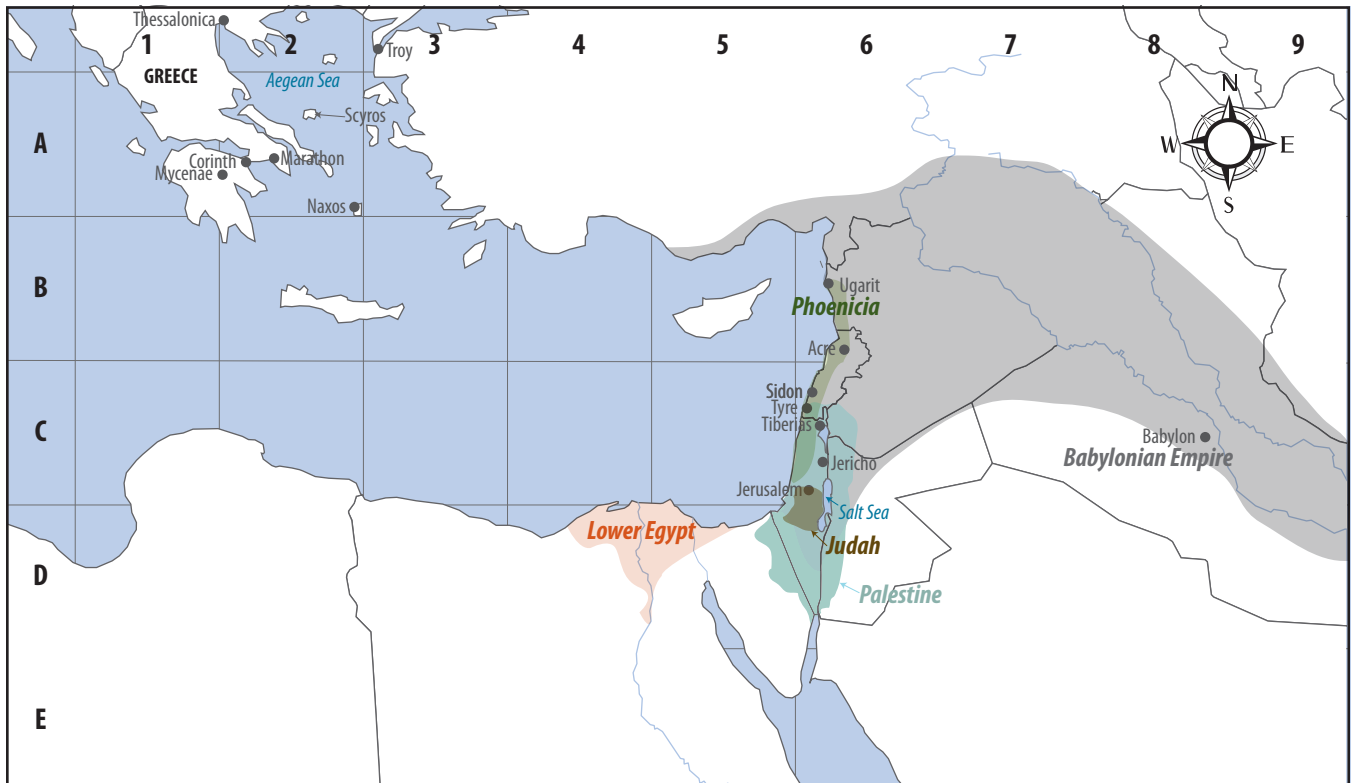 Thessalonica
1
2
Troy
3
4
5
6
7
8
9
GREECE
Aegean Sea
N
Scyros
A
W
E
Corinth
Marathon
Mycenae
S
Naxos
B
Ugarit
Phoenicia
Acre
Sidon
Tyre
C
Tiberias
Babylon
Babylonian Empire
Jericho
Jerusalem
Salt Sea
Lower Egypt
Judah
D
Palestine
E